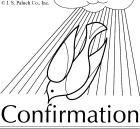 © J. S. Paluch Co., Inc.
Confirmation